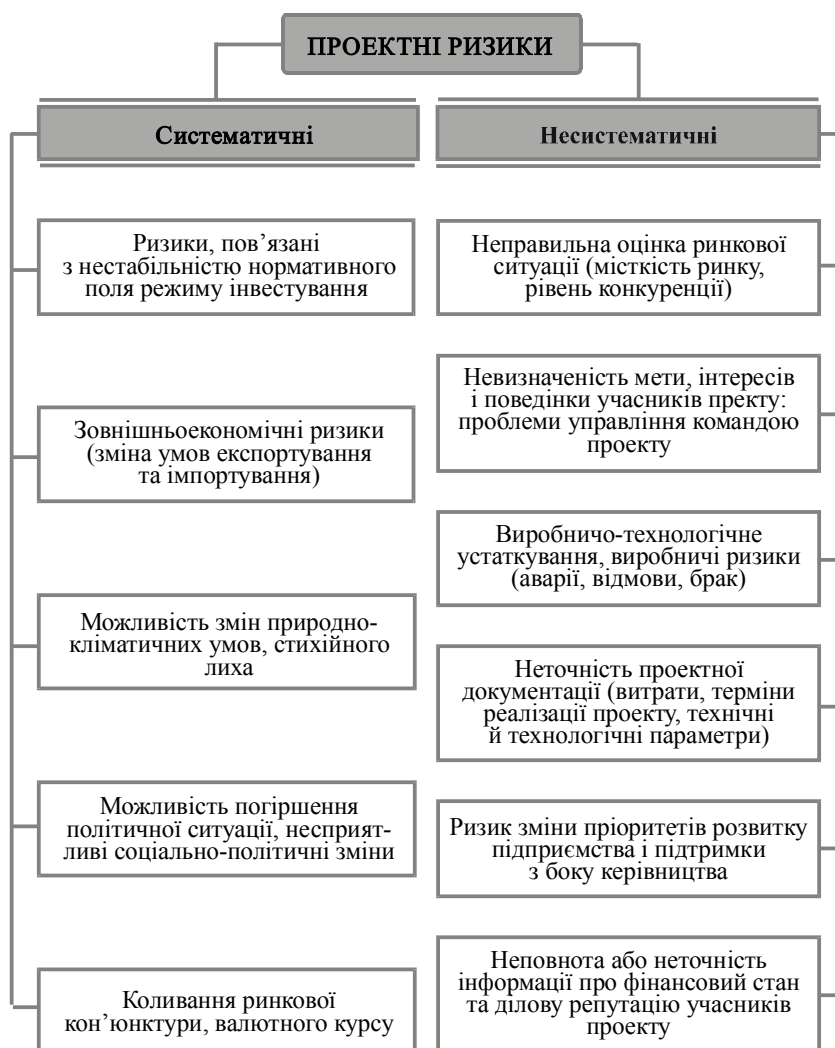 ПРОЕКТНІ РИЗИКИ
Систематичні
Ризики, пов’язані
з нестабільністю нормативного
поля режиму інвестування
Зовнішньоекономічні ризики
(зміна умов експортування
та імпортування)
Можливість змін природно-
кліматичних умов, стихійного
лиха
Можливість погіршення
політичної ситуації, несприят-
ливі соціально-політичні зміни
Коливання ринкової
кон’юнктури, валютного курсу
Несистематичні
Неправильна оцінка ринкової
ситуації (місткість ринку,
рівень конкуренції)
Невизначеність мети, інтересів
і поведінки учасників пректу:
проблеми управління командою
проекту
Виробничо-технологічне
устаткування, виробничі ризики
(аварії, відмови, брак)
Неточність проектної
документації (витрати, терміни
реалізації проекту, технічні
й технологічні параметри)
Ризик зміни пріоритетів розвитку
підприємства і підтримки
з боку керівництва
Неповнота або неточність
інформації про фінансовий стан
та ділову репутацію учасників
проекту